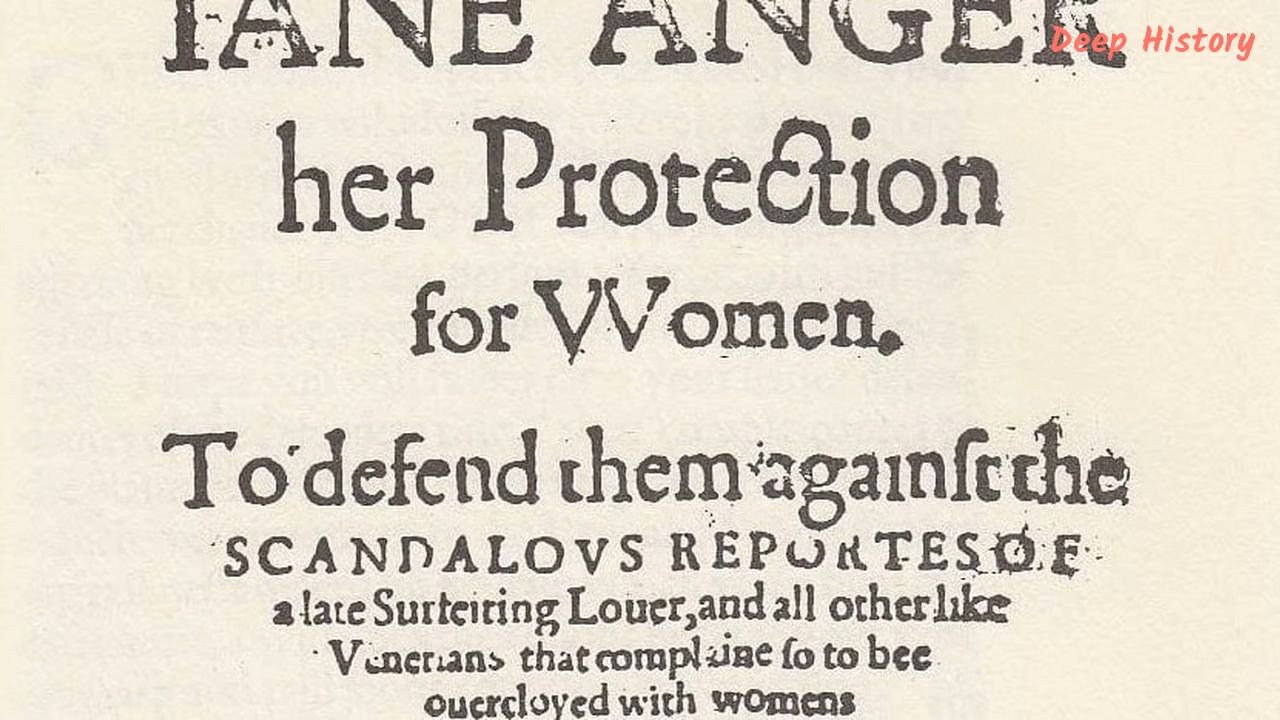 IANE ANGER
Deep History
her Protection
for VVomen.
To defend them againſt the
SCANDALOVS REPORTES OF
a late Surfeiting Louer, and all other like
Venerians that complaine ſo to bee
ouercloyed with womens